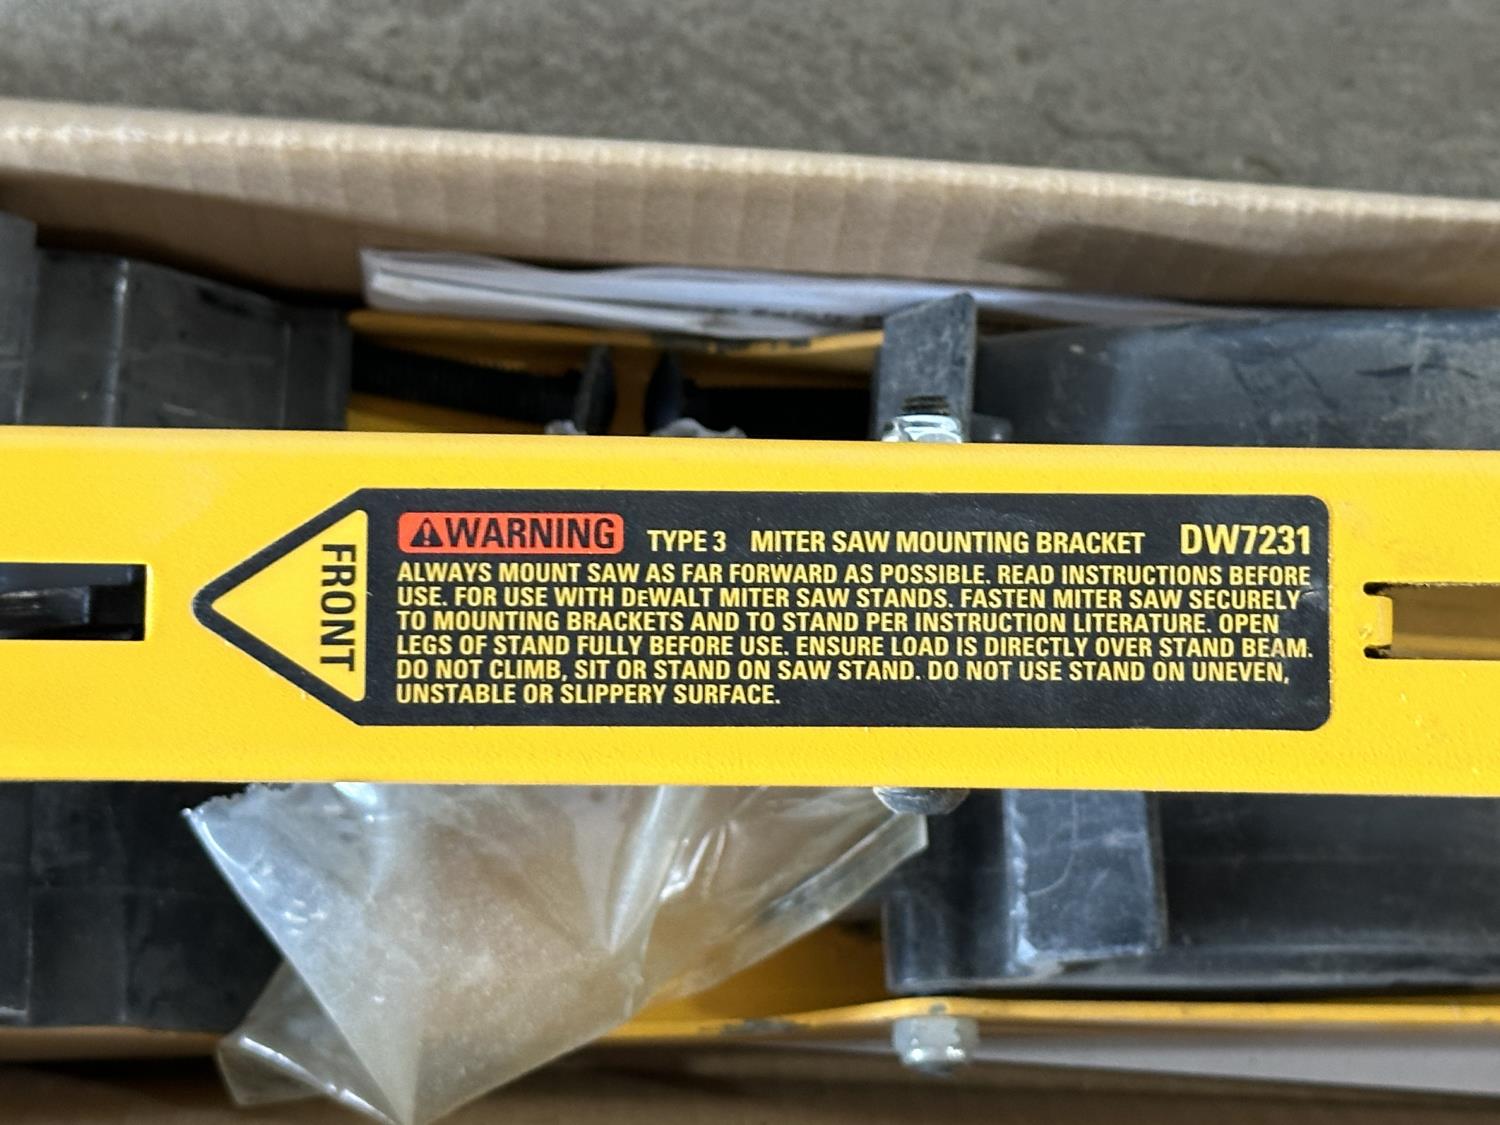 WARNING TYPE 3 MITER SAW MOUNTING BRACKET DW7231
ALWAYS MOUNT SAW AS FAR FORWARD AS POSSIBLE. READ INSTRUCTIONS BEFORE
USE. FOR USE WITH DeWALT MITER SAW STANDS. FASTEN MITER SAW SECURELY
TO MOUNTING BRACKETS AND TO STAND PER INSTRUCTION LITERATURE. OPEN
LEGS OF STAND FULLY BEFORE USE. ENSURE LOAD IS DIRECTLY OVER STAND BEAM.
DO NOT CLIMB, SIT OR STAND ON SAW STAND. DO NOT USE STAND ON UNEVEN,
UNSTABLE OR SLIPPERY SURFACE.
FRONT